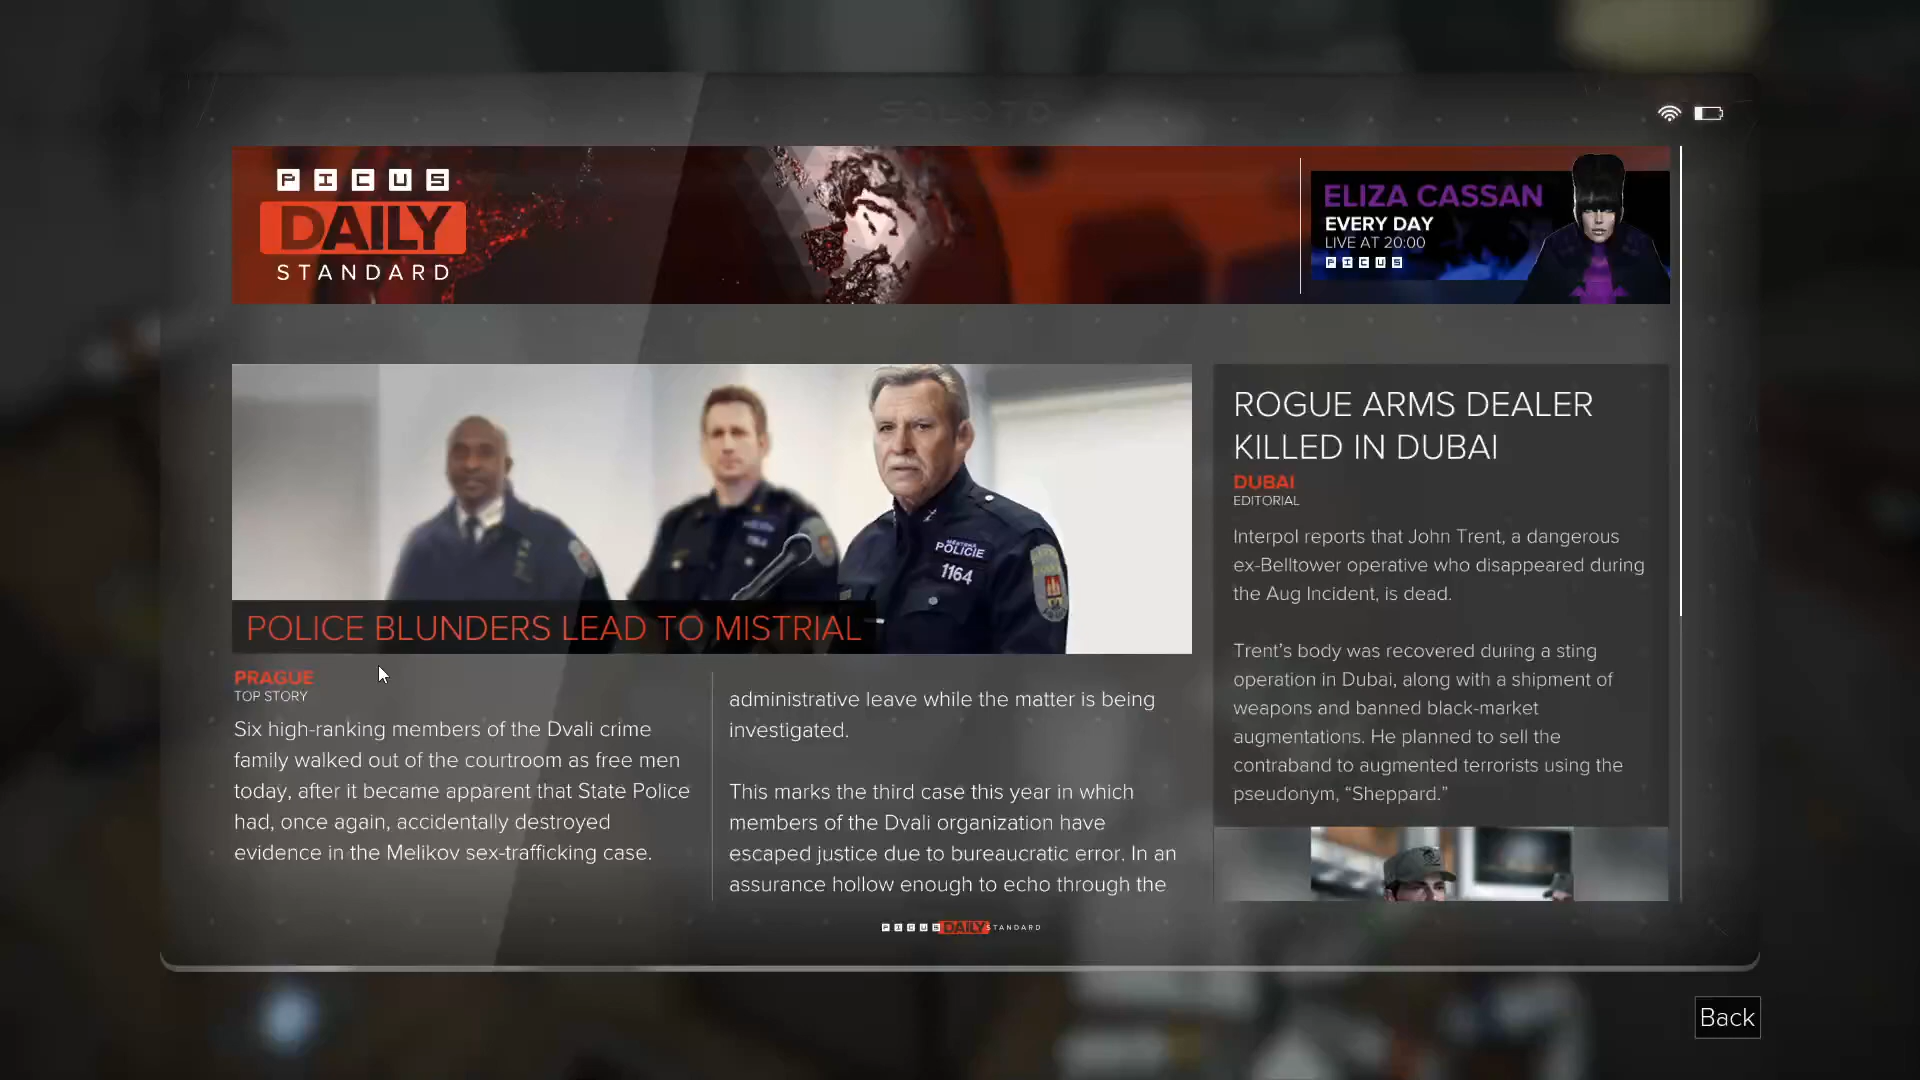 SOLOTO
PICUS
DAILY
STANDARD
ELIZA CASSAN
EVERY DAY
LIVE AT 20:00
PICUS
POLICIE
1164
POLICE BLUNDERS LEAD TO MISTRIAL
PRAGUE
TOP STORY
Six high-ranking members of the Dvali crime
family walked out of the courtroom as free men
today, after it became apparent that State Police
had, once again, accidentally destroyed
evidence in the Melikov sex-trafficking case.
administrative leave while the matter is being
investigated.
This marks the third case this year in which
members of the Dvali organization have
escaped justice due to bureaucratic error. In an
assurance hollow enough to echo through the
ROGUE ARMS DEALER
KILLED IN DUBAI
DUBAI
EDITORIAL
Interpol reports that John Trent, a dangerous
ex-Belltower operative who disappeared during
the Aug Incident, is dead.
Trent’s body was recovered during a sting
operation in Dubai, along with a shipment of
weapons and banned black-market
augmentations. He planned to sell the
contraband to augmented terrorists using the
pseudonym, “Sheppard.”
PICUS DAILY STANDARD
Back